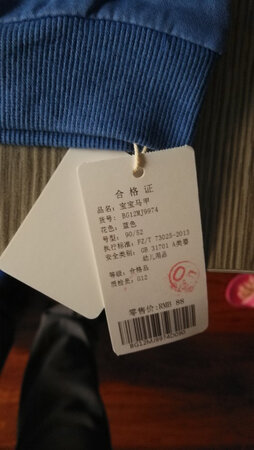 合格证
品名: 宝宝马甲
货号: BG12MJ9974
花色: 蓝色
号型: 90/52
执行标准: FZ/T 73025-2013
安全类别: GB 31701 A类婴
幼儿用品
等级: 合格品
质检员: G12
零售价:RMB 88